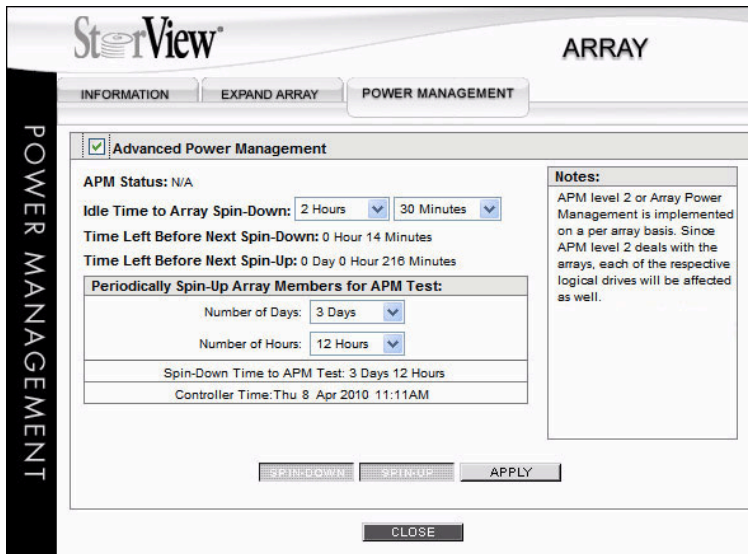 StorView
ARRAY
INFORMATION
EXPAND ARRAY
POWER MANAGEMENT
POWER MANAGEMENT
Advanced Power Management
APM Status: N/A
Idle Time to Array Spin-Down: 2 Hours 30 Minutes
Time Left Before Next Spin-Down: 0 Hour 14 Minutes
Time Left Before Next Spin-Up: 0 Day 0 Hour 216 Minutes
Periodically Spin-Up Array Members for APM Test:
Number of Days: 3 Days
Number of Hours: 12 Hours
Spin-Down Time to APM Test: 3 Days 12 Hours
Controller Time:Thu 8 Apr 2010 11:11AM
Notes:
APM level 2 or Array Power
Management is implemented
on a per array basis. Since
APM level 2 deals with the
arrays, each of the respective
logical drives will be affected
as well.
SPIN-DOWN
SPIN-UP
APPLY
CLOSE